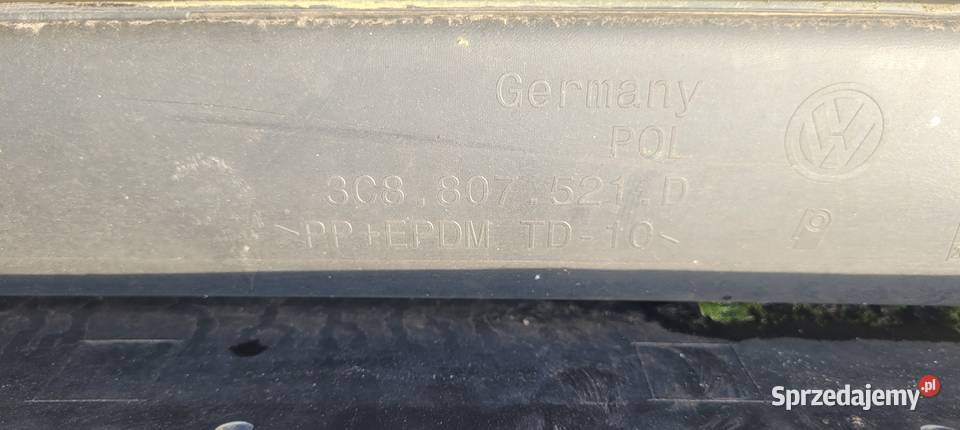 Germany
POL
3C8.807.521.D
>PP+EPDM TD-10<
Sprzedajemy.pl